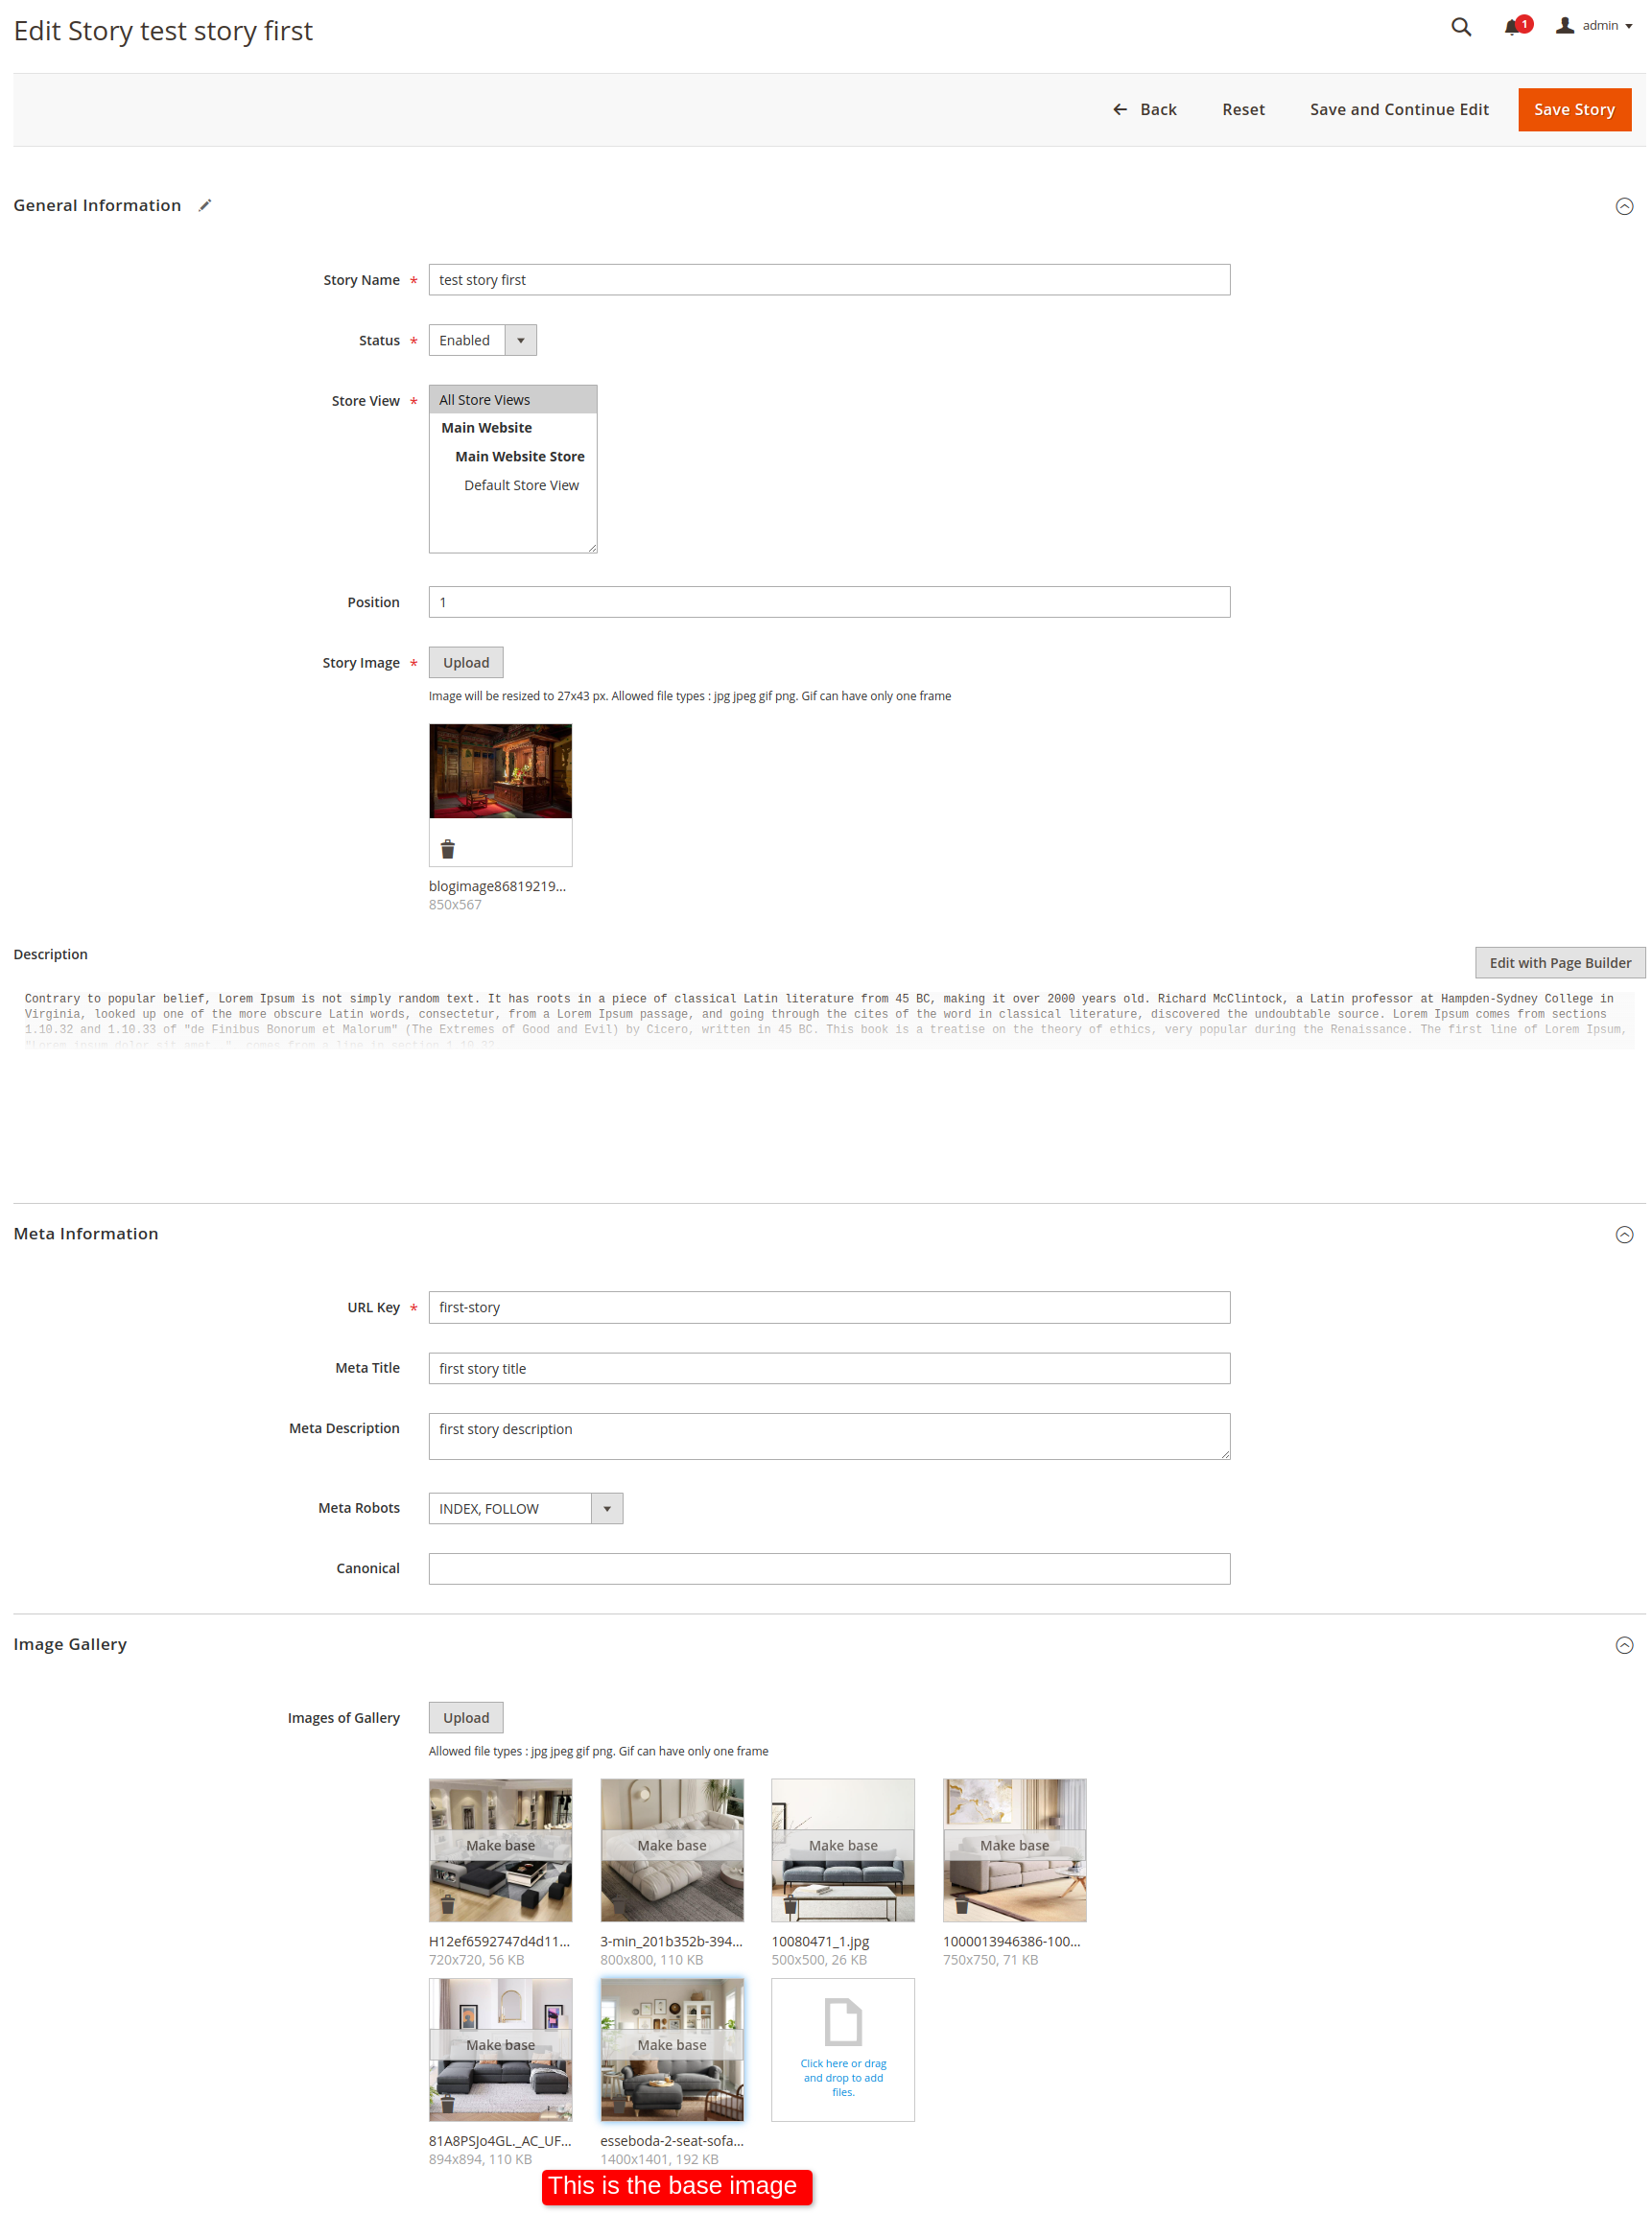 Edit Story test story first
1
admin
Back
Reset
Save and Continue Edit
Save Story
General Information
Story Name *
test story first
Status *
Enabled
Store View *
All Store Views
Main Website
Main Website Store
Default Store View
Position
1
Story Image *
Upload
Image will be resized to 27x43 px. Allowed file types : jpg jpeg gif png. Gif can have only one frame
blogimage86819219...
850x567
Description
Edit with Page Builder
Contrary to popular belief, Lorem Ipsum is not simply random text. It has roots in a piece of classical Latin literature from 45 BC, making it over 2000 years old. Richard McClintock, a Latin professor at Hampden-Sydney College in
Virginia, looked up one of the more obscure Latin words, consectetur, from a Lorem Ipsum passage, and going through the cites of the word in classical literature, discovered the undoubtable source. Lorem Ipsum comes from sections
1.10.32 and 1.10.33 of "de Finibus Bonorum et Malorum" (The Extremes of Good and Evil) by Cicero, written in 45 BC. This book is a treatise on the theory of ethics, very popular during the Renaissance. The first line of Lorem Ipsum,
"Lorem ipsum dolor sit amet..", comes from a line in section 1.10.32.
Meta Information
URL Key *
first-story
Meta Title
first story title
Meta Description
first story description
Meta Robots
INDEX, FOLLOW
Canonical
Image Gallery
Images of Gallery
Upload
Allowed file types : jpg jpeg gif png. Gif can have only one frame
Make base
Make base
Make base
Make base
H12ef6592747d4d11...
3-min_201b352b-394...
10080471_1.jpg
1000013946386-100...
720x720, 56 KB
800x800, 110 KB
500x500, 26 KB
750x750, 71 KB
Make base
Make base
Click here or drag
and drop to add
files.
81A8PSJo4GL._AC_UF...
esseboda-2-seat-sofa...
894x894, 110 KB
1400x1401, 192 KB
This is the base image